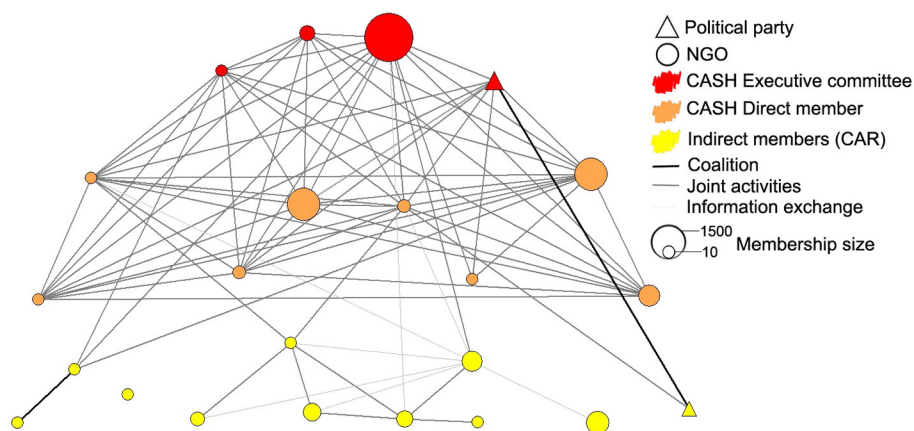 Political party
NGO
CASH Executive committee
CASH Direct member
Indirect members (CAR)
Coalition
Joint activities
Information exchange
1500
10
Membership size